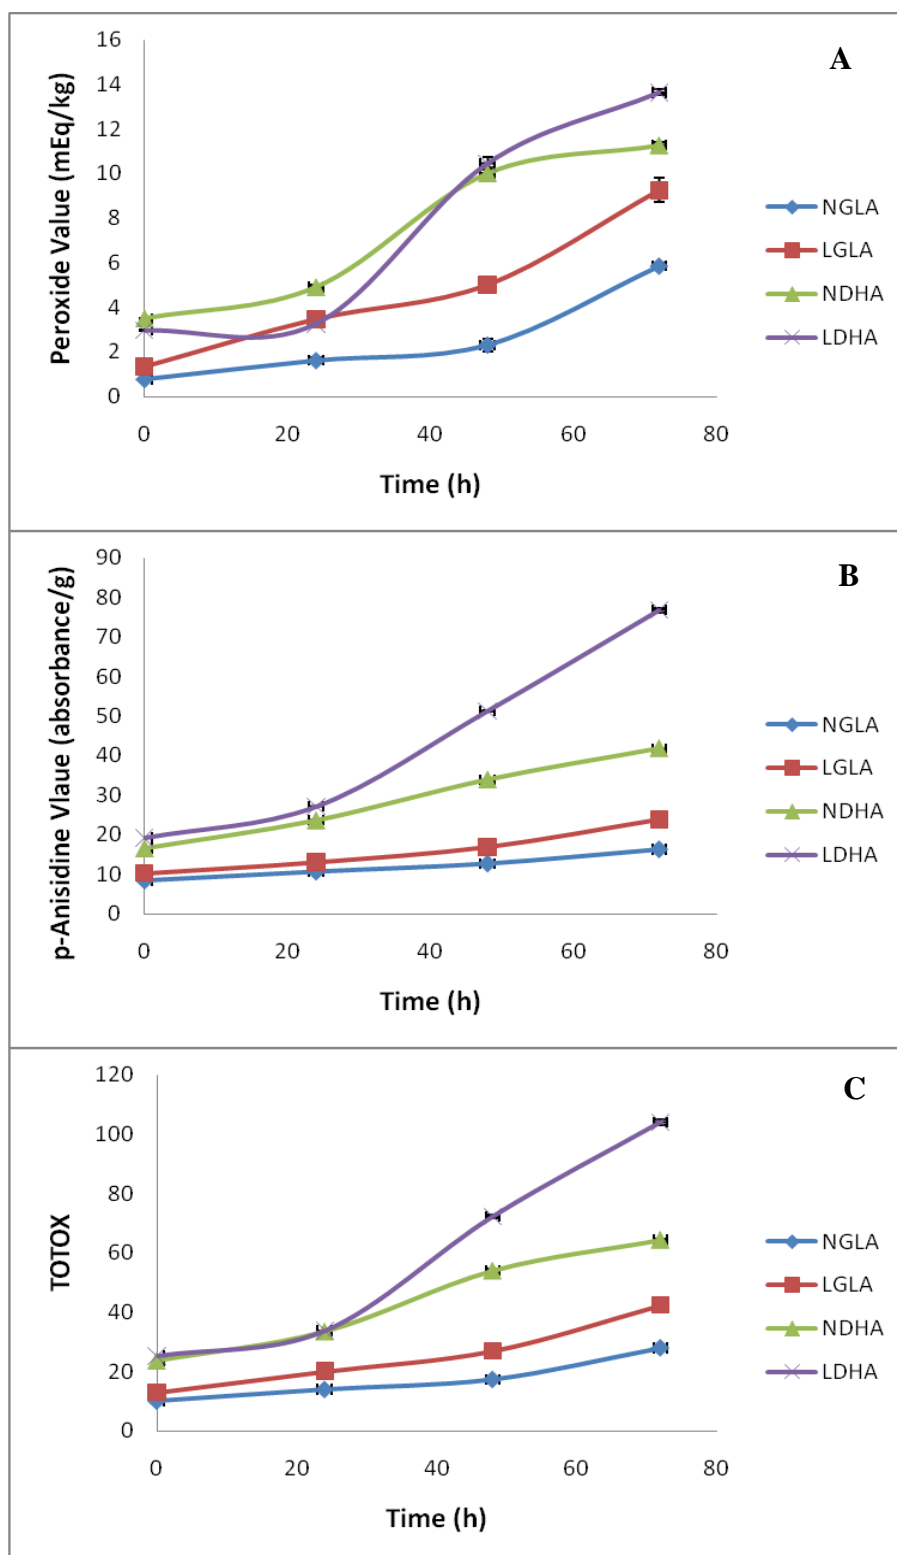 A
Peroxide Value (mEq/kg)
16
14
12
10
8
6
4
2
0
0 20 40 60 80
Time (h)
NGLA
LGLA
NDHA
LDHA
B
p-Anisidine Vlaue (absorbance/g)
90
80
70
60
50
40
30
20
10
0
0 20 40 60 80
Time (h)
NGLA
LGLA
NDHA
LDHA
C
TOTOX
120
100
80
60
40
20
0
0 20 40 60 80
Time (h)
NGLA
LGLA
NDHA
LDHA